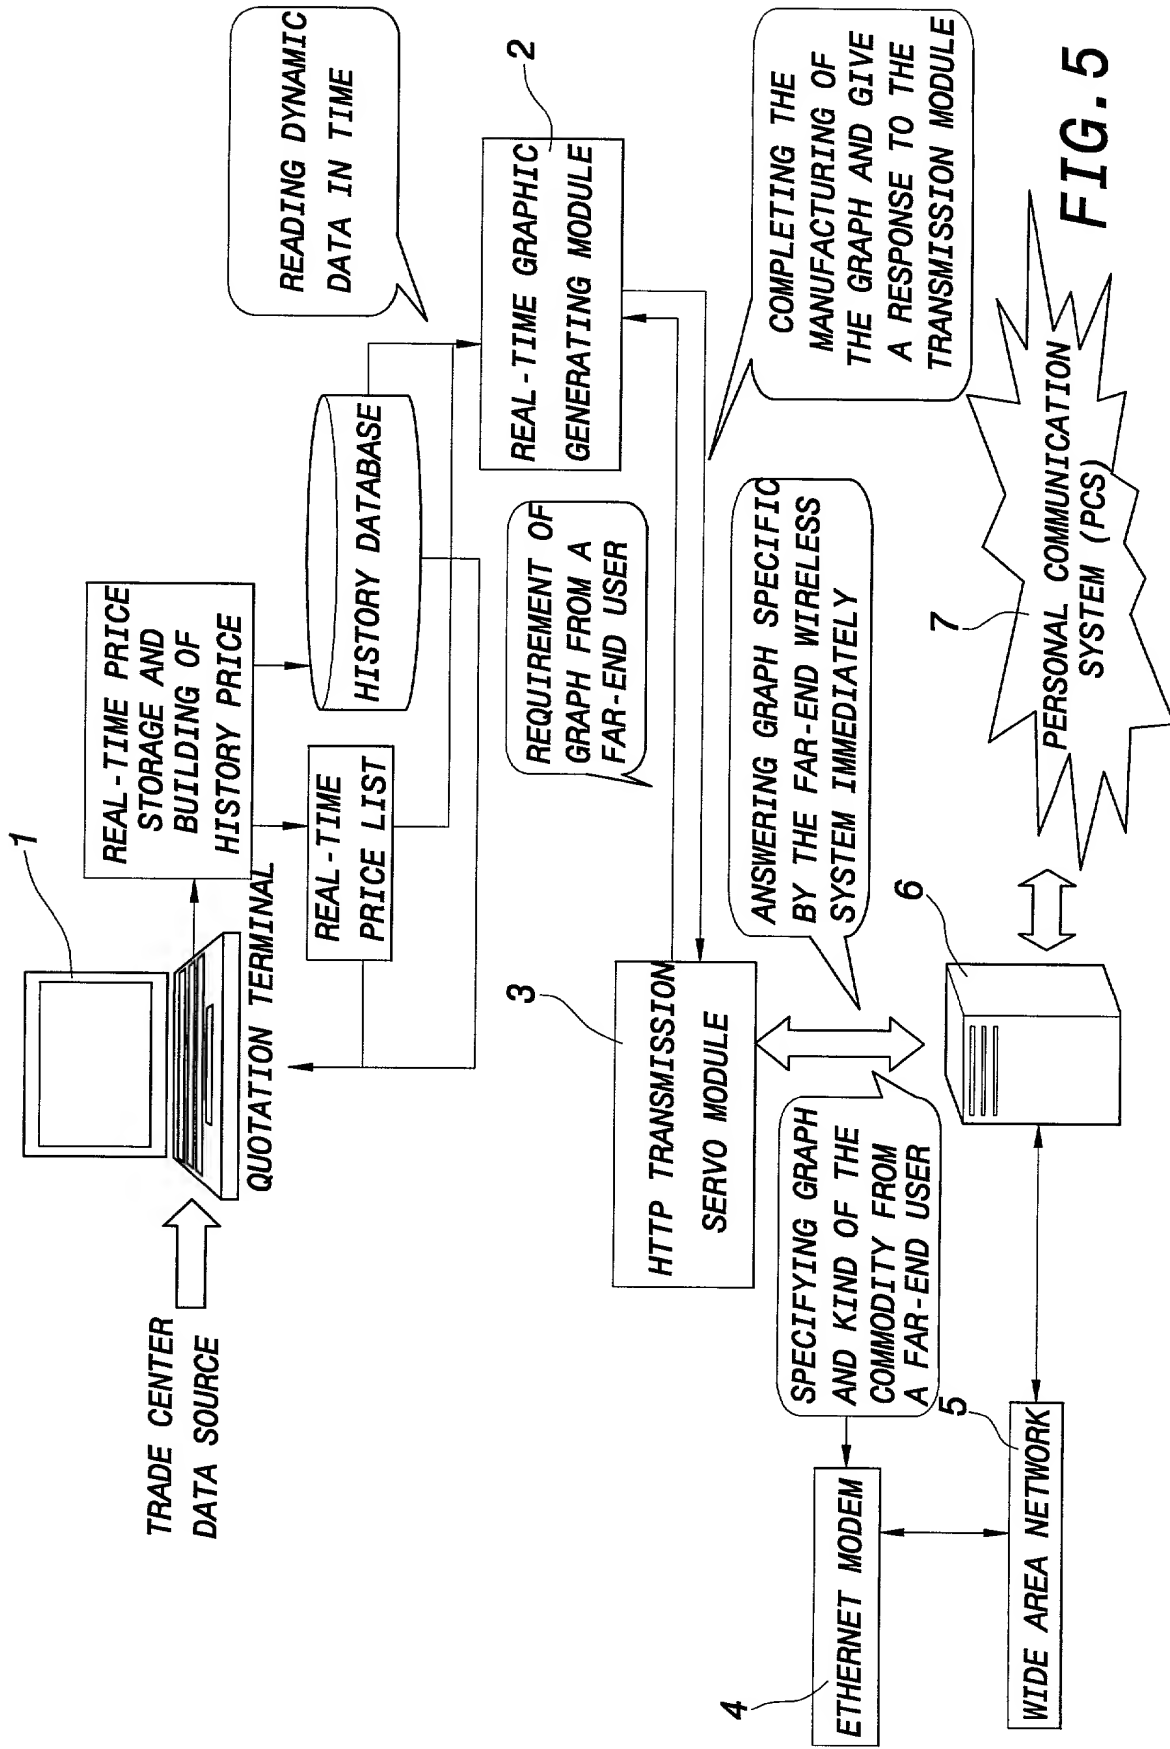 TRADE CENTER
DATA SOURCE
1
QUOTATION TERMINAL
REAL-TIME PRICE
STORAGE AND
BUILDING OF
HISTORY PRICE
REAL-TIME
PRICE LIST
HISTORY DATABASE
READING DYNAMIC
DATA IN TIME
2
REAL-TIME GRAPHIC
GENERATING MODULE
REQUIREMENT OF
GRAPH FROM A
FAR-END USER
3
HTTP TRANSMISSION
SERVO MODULE
COMPLETING THE
MANUFACTURING OF
THE GRAPH AND GIVE
A RESPONSE TO THE
TRANSMISSION MODULE
ANSWERING GRAPH SPECIFIC
BY THE FAR-END WIRELESS
SYSTEM IMMEDIATELY
SPECIFYING GRAPH
AND KIND OF THE
COMMODITY FROM
A FAR-END USER
4
ETHERNET MODEM
5
WIDE AREA NETWORK
6
7
PERSONAL COMMUNICATION
SYSTEM (PCS)
FIG.5